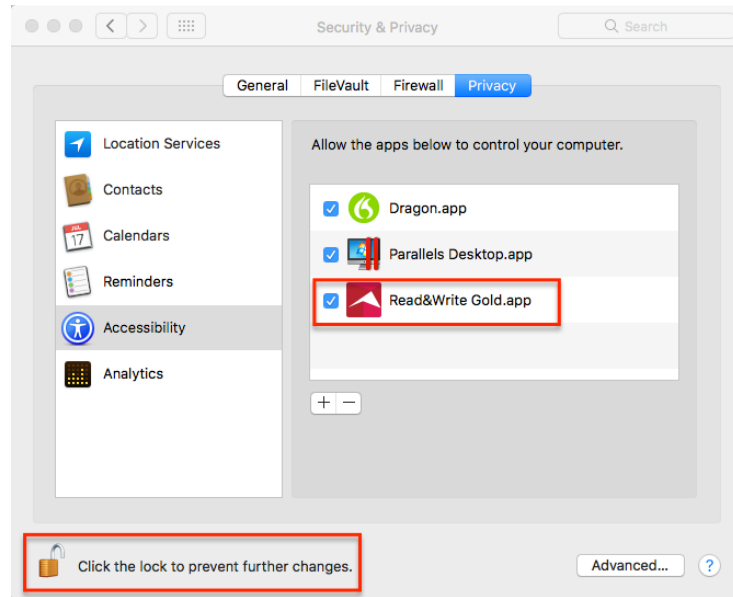 Security & Privacy
Search
General
FileVault
Firewall
Privacy
Location Services
Contacts
JUL
17
Calendars
Reminders
Accessibility
Analytics
Allow the apps below to control your computer.
Dragon.app
Parallels Desktop.app
Read&Write Gold.app
+ −
Click the lock to prevent further changes.
Advanced...
?